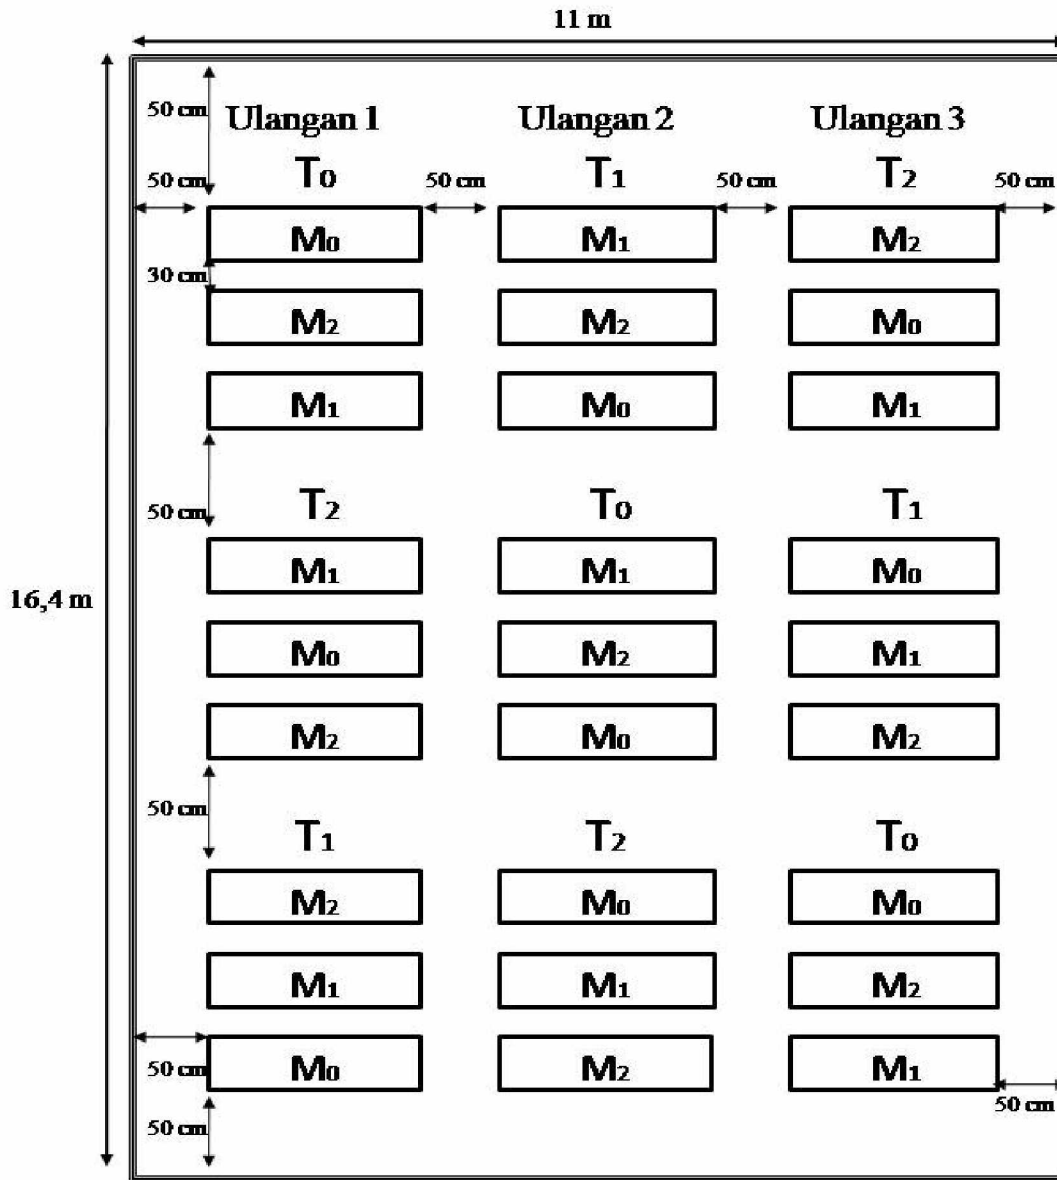 11 m
50 cm
Ulangan 1 Ulangan 2 Ulangan 3
50 cm T₀ 50 cm T₁ 50 cm T₂ 50 cm
M₀ M₁ M₂
30 cm
M₂ M₂ M₀
M₁ M₀ M₁
50 cm T₂ T₀ T₁
M₁ M₁ M₀
16,4 m
M₀ M₂ M₁
M₂ M₀ M₂
50 cm
T₁ T₂ T₀
M₂ M₀ M₀
M₁ M₁ M₂
50 cm M₀ M₂ M₁
50 cm
50 cm